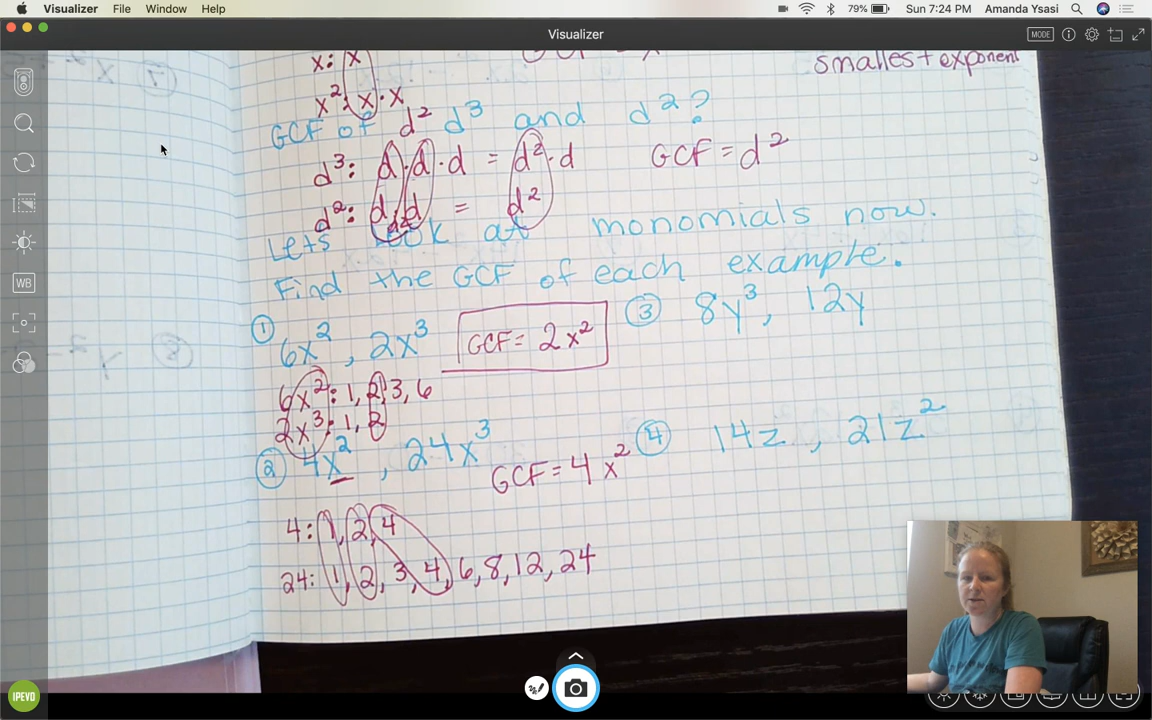 Visualizer File Window Help 79% Sun 7:24 PM Amanda Ysasi
Visualizer
MODE
WB
x: x
smallest exponent
x²: x · x
GCF of d² d³ and d²?
d³: d · d · d = d² · d GCF = d²
d²: d · d = d²
d²
Lets look at monomials now.
Find the GCF of each example.
① 6x² , 2x³ GCF = 2x² ③ 8y³, 12y
6x²: 1, 2, 3, 6
2x³: 1, 2
② 4x² , 24x³ GCF = 4x² ④ 14z , 21z²
4: 1, 2, 4
24: 1, 2, 3, 4, 6, 8, 12, 24
IPEVO